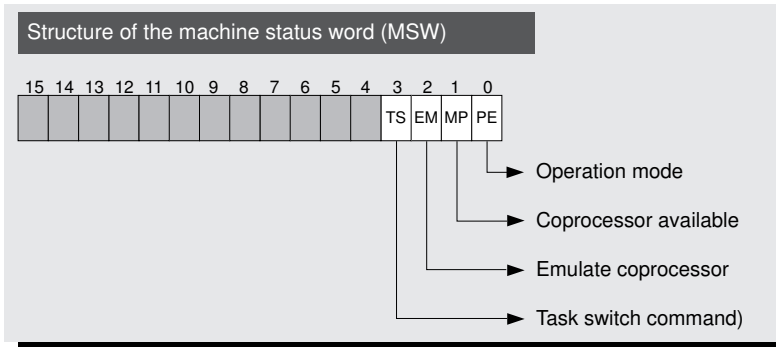 Structure of the machine status word (MSW)
15 14 13 12 11 10 9 8 7 6 5 4 3 2 1 0
TS EM MP PE
Operation mode
Coprocessor available
Emulate coprocessor
Task switch command)